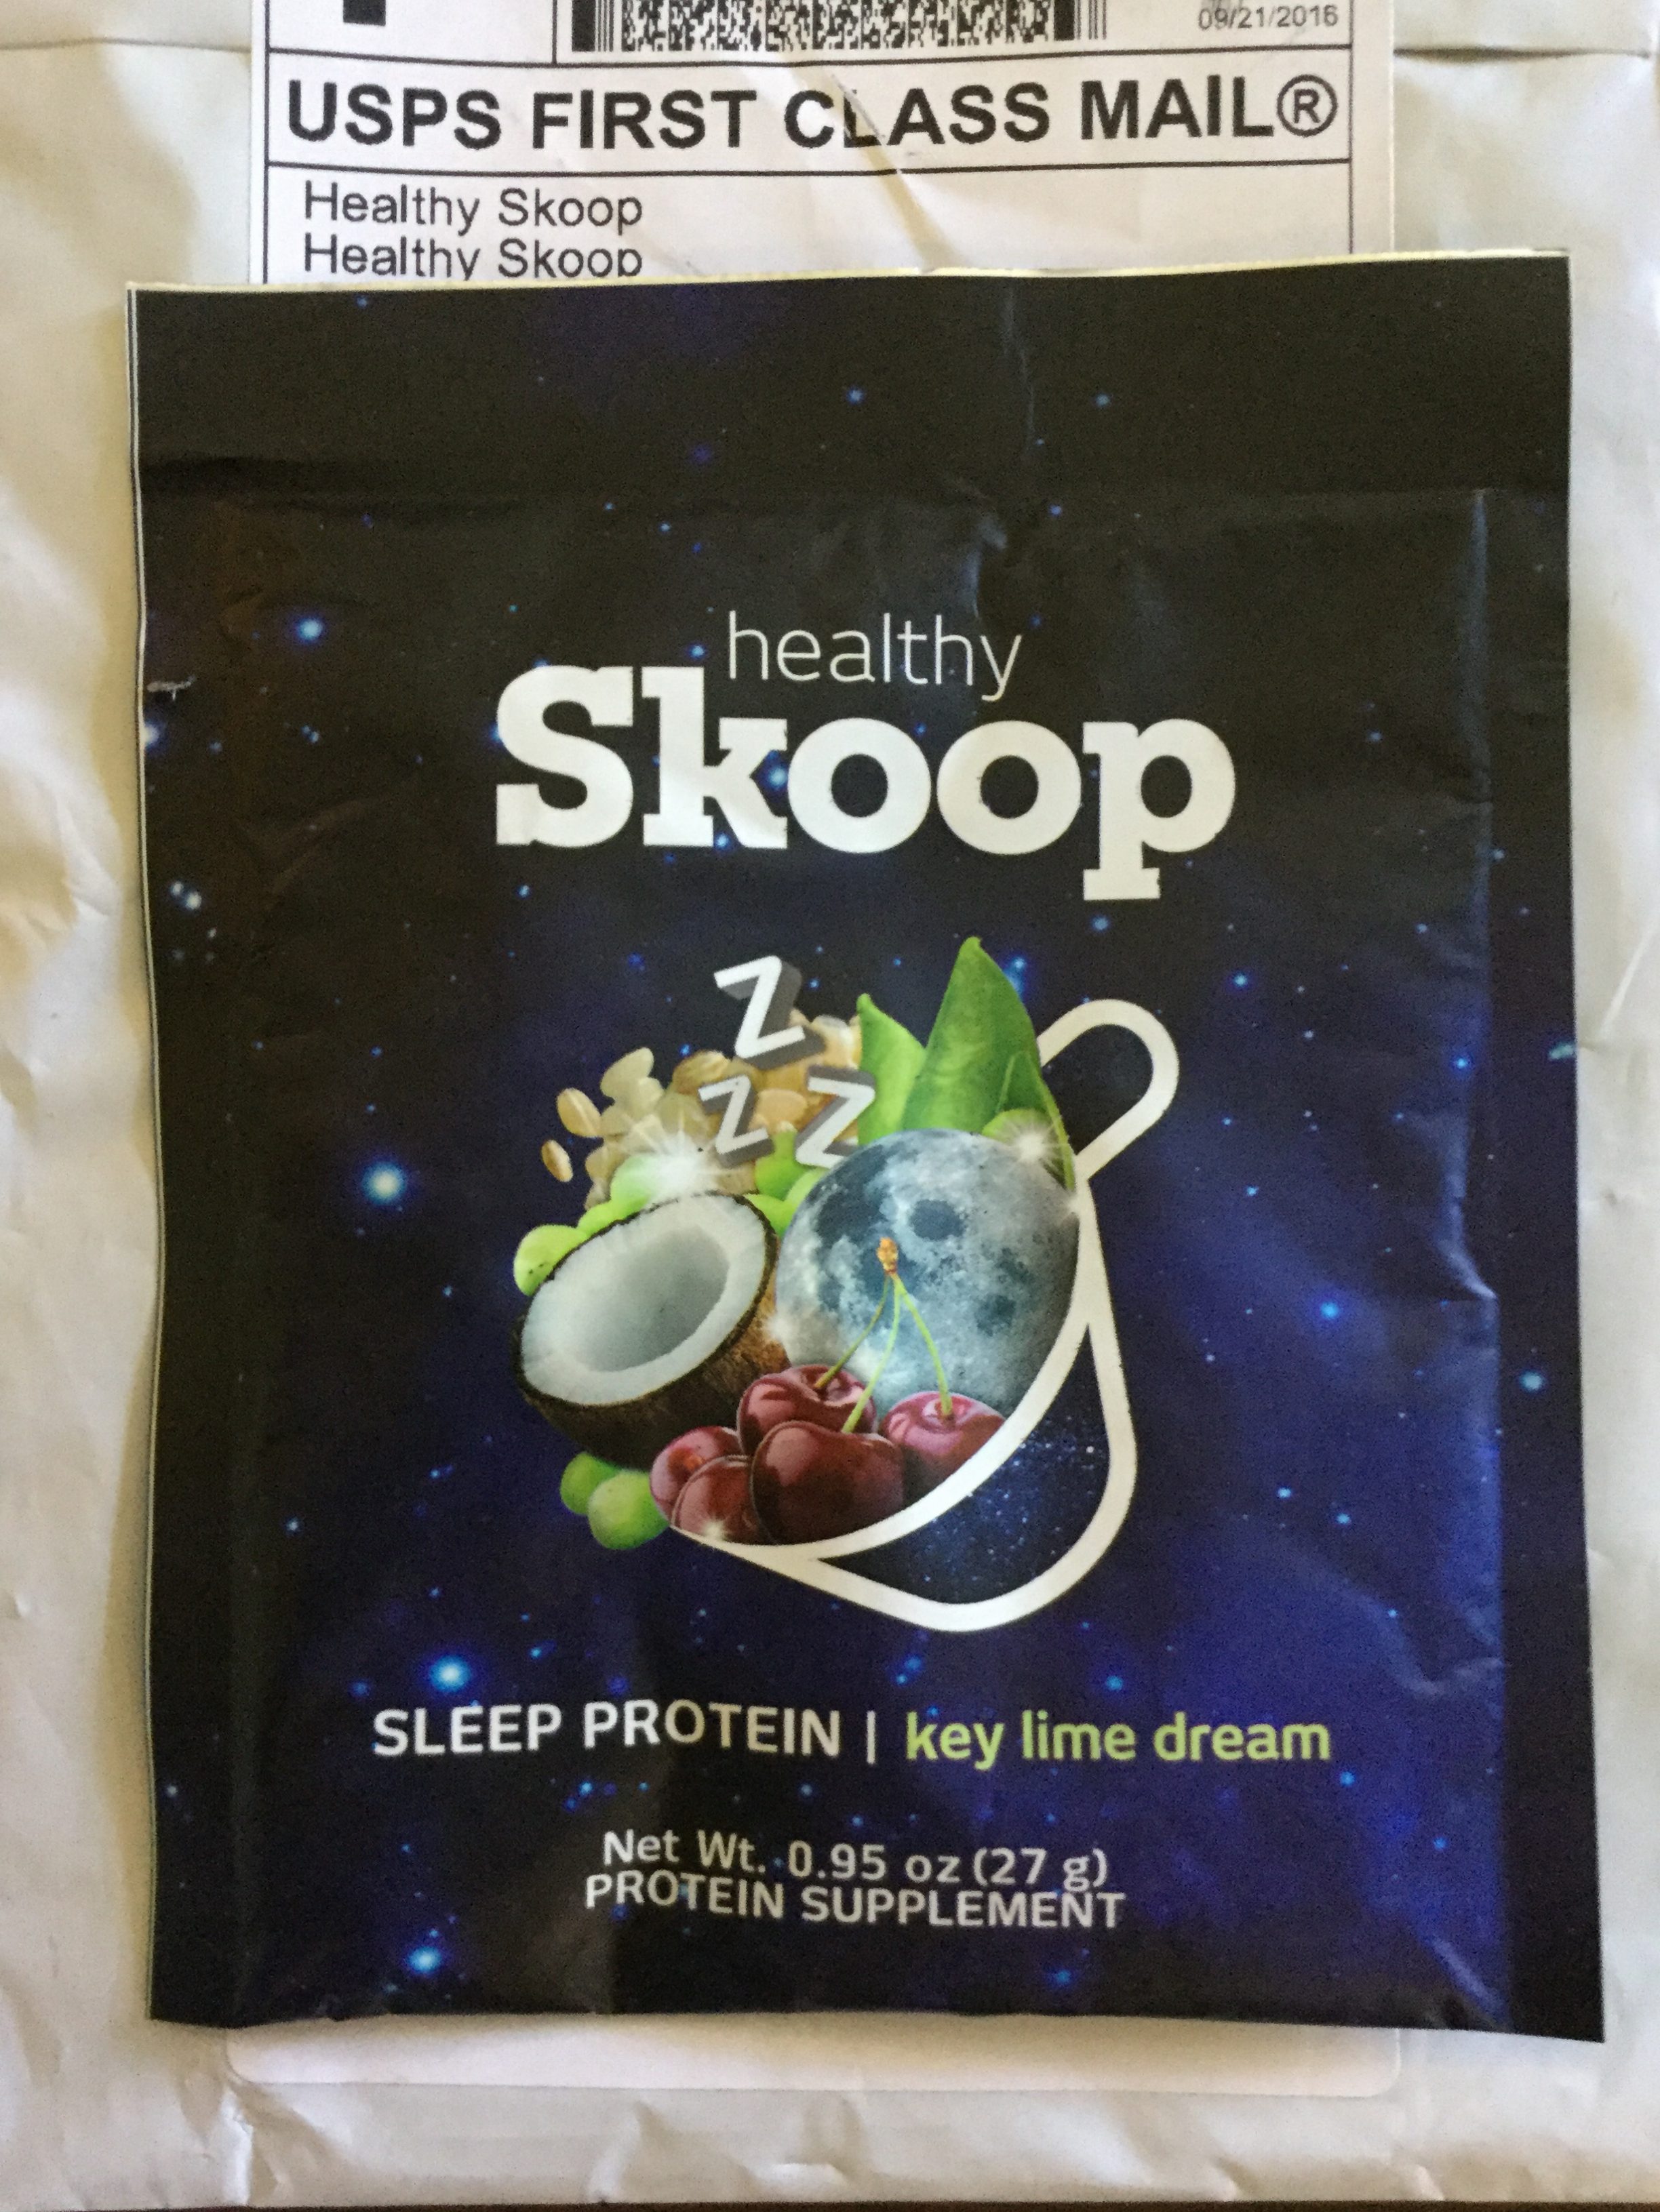 09/21/2016
USPS FIRST CLASS MAIL®
Healthy Skoop
Healthy Skoop
healthy
Skoop
Z
Z Z
SLEEP PROTEIN | key lime dream
Net Wt. 0.95 oz (27 g)
PROTEIN SUPPLEMENT